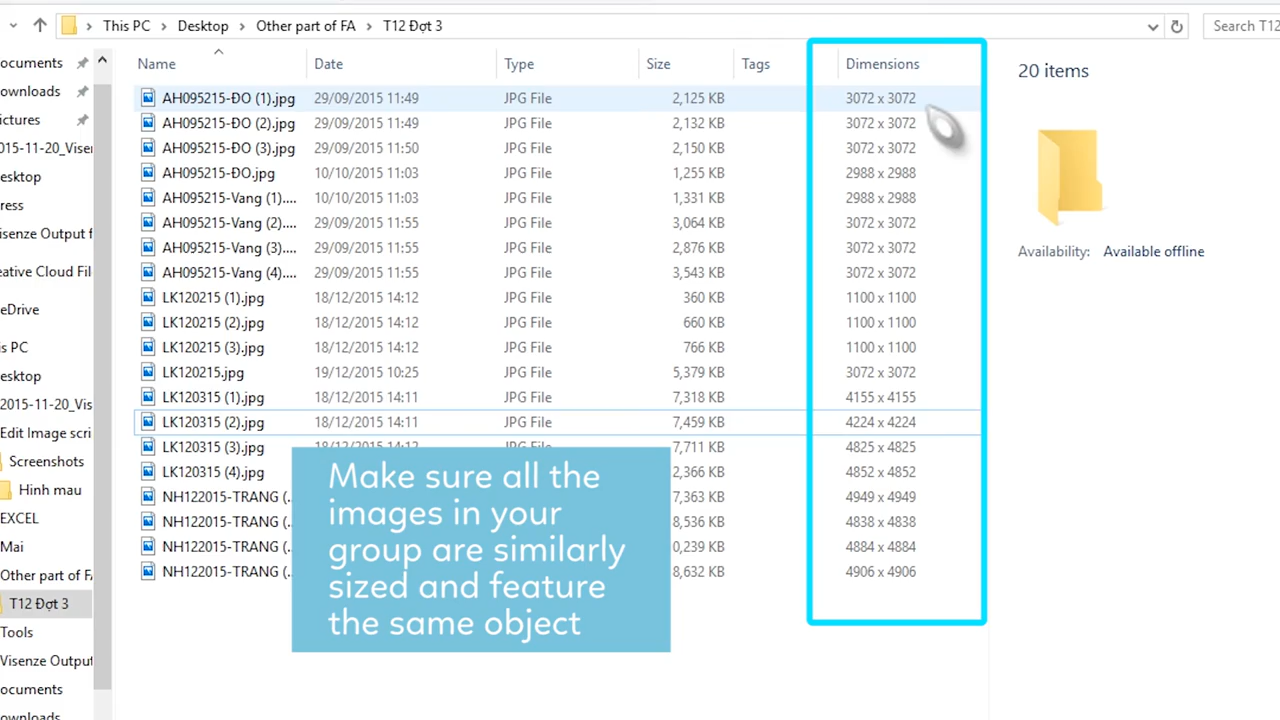 This PC > Desktop > Other part of FA > T12 Đợt 3
Search T12
Name Date Type Size Tags Dimensions
AH095215-ĐO (1).jpg 29/09/2015 11:49 JPG File 2,125 KB 3072 x 3072
AH095215-ĐO (2).jpg 29/09/2015 11:49 JPG File 2,132 KB 3072 x 3072
AH095215-ĐO (3).jpg 29/09/2015 11:50 JPG File 2,150 KB 3072 x 3072
AH095215-ĐO.jpg 10/10/2015 11:03 JPG File 1,255 KB 2988 x 2988
AH095215-Vang (1).... 10/10/2015 11:03 JPG File 1,331 KB 2988 x 2988
AH095215-Vang (2).... 29/09/2015 11:55 JPG File 3,064 KB 3072 x 3072
AH095215-Vang (3).... 29/09/2015 11:55 JPG File 2,876 KB 3072 x 3072
AH095215-Vang (4).... 29/09/2015 11:55 JPG File 3,543 KB 3072 x 3072
LK120215 (1).jpg 18/12/2015 14:12 JPG File 360 KB 1100 x 1100
LK120215 (2).jpg 18/12/2015 14:12 JPG File 660 KB 1100 x 1100
LK120215 (3).jpg 18/12/2015 14:12 JPG File 766 KB 1100 x 1100
LK120215.jpg 19/12/2015 10:25 JPG File 5,379 KB 3072 x 3072
LK120315 (1).jpg 18/12/2015 14:11 JPG File 7,318 KB 4155 x 4155
LK120315 (2).jpg 18/12/2015 14:11 JPG File 7,459 KB 4224 x 4224
LK120315 (3).jpg 18/12/2015 14:12 JPG File 7,711 KB 4825 x 4825
LK120315 (4).jpg 2,366 KB 4852 x 4852
NH122015-TRANG (.. 7,363 KB 4949 x 4949
NH122015-TRANG (.. 8,536 KB 4838 x 4838
NH122015-TRANG (.. 0,239 KB 4884 x 4884
NH122015-TRANG (.. 8,632 KB 4906 x 4906
ocuments
ownloads
ictures
015-11-20_Visen
esktop
ress
Visenze Output f
eative Cloud Fil
eDrive
is PC
esktop
2015-11-20_Vis
Edit Image scri
Screenshots
Hinh mau
EXCEL
Mai
Other part of FA
T12 Đợt 3
Tools
Visenze Output
ocuments
ownloads
Make sure all the
images in your
group are similarly
sized and feature
the same object
20 items
Availability: Available offline